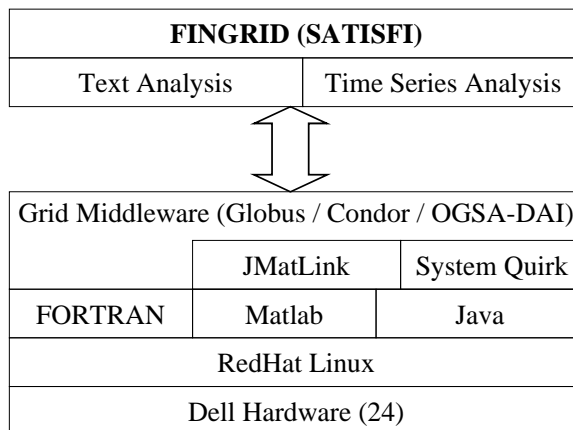 FINGRID (SATISFI)
Text Analysis
Time Series Analysis
Grid Middleware (Globus / Condor / OGSA-DAI)
JMatLink
System Quirk
FORTRAN
Matlab
Java
RedHat Linux
Dell Hardware (24)